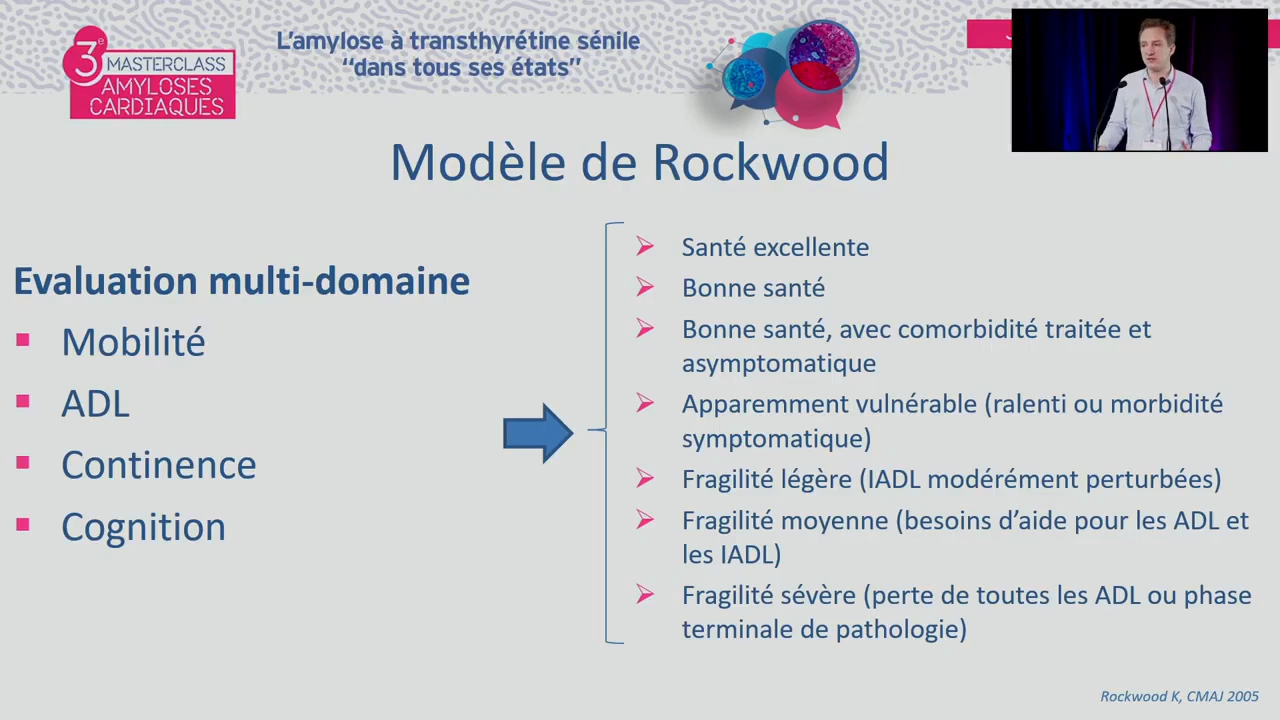 3e
MASTERCLASS
AMYLOSES
CARDIAQUES
L'amylose à transthyrétine sénile
"dans tous ses états"
Modèle de Rockwood
Evaluation multi-domaine
Mobilité
ADL
Continence
Cognition
Santé excellente
Bonne santé
Bonne santé, avec comorbidité traitée et
asymptomatique
Apparemment vulnérable (ralenti ou morbidité
symptomatique)
Fragilité légère (IADL modérément perturbées)
Fragilité moyenne (besoins d'aide pour les ADL et
les IADL)
Fragilité sévère (perte de toutes les ADL ou phase
terminale de pathologie)
Rockwood K, CMAJ 2005